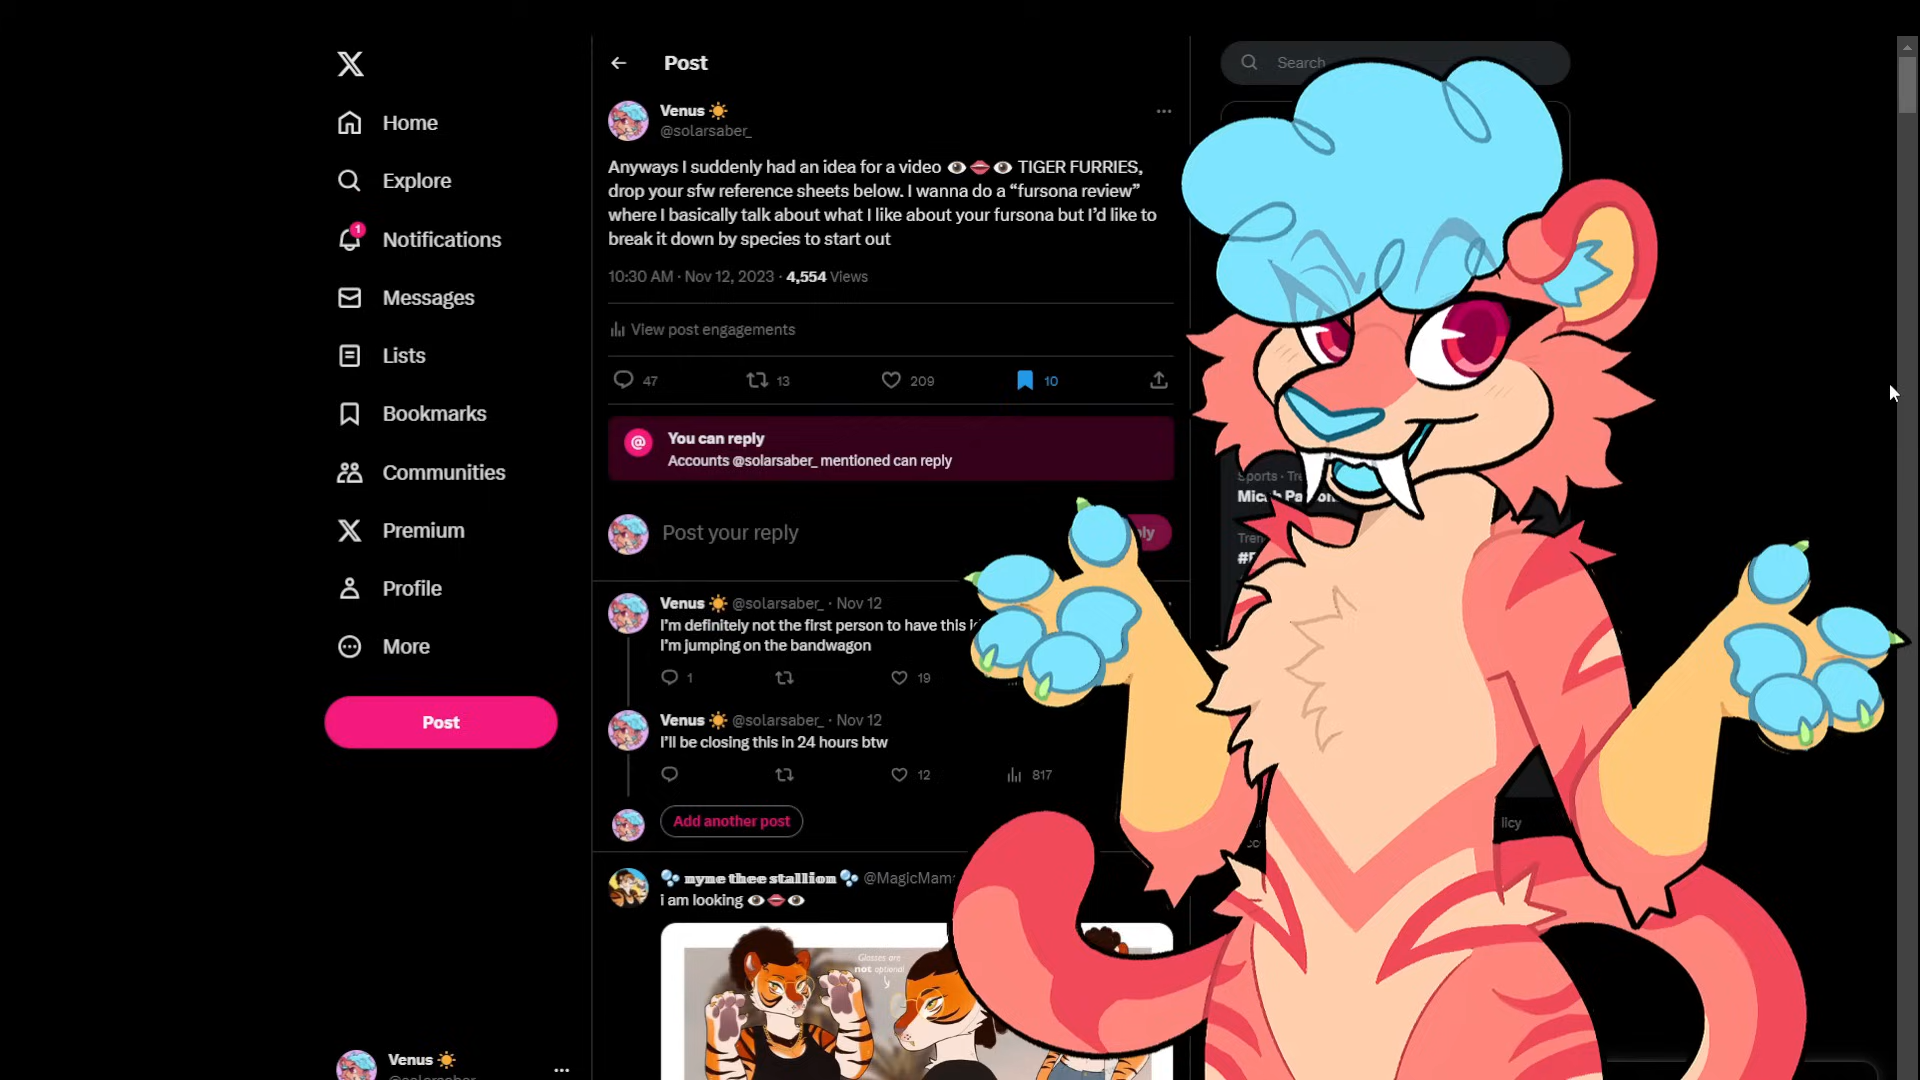 Home
Explore
1
Notifications
Messages
Lists
Bookmarks
Communities
Premium
Profile
More
Post
Venus ☀️
Post
Venus ☀️
@solarsaber_
Anyways I suddenly had an idea for a video 👁️👄👁️ TIGER FURRIES,
drop your sfw reference sheets below. I wanna do a “fursona review”
where I basically talk about what I like about your fursona but I’d like to
break it down by species to start out
10:30 AM · Nov 12, 2023 · 4,554 Views
View post engagements
47 13 209 10
@ You can reply
Accounts @solarsaber_ mentioned can reply
Post your reply
Venus ☀️ @solarsaber_ · Nov 12
I’m definitely not the first person to have this
I’m jumping on the bandwagon
1 19
Venus ☀️ @solarsaber_ · Nov 12
I’ll be closing this in 24 hours btw
12 817
Add another post
🫧 nyne thee stallion 🫧
i am looking 👁️👄👁️
Glasses are
not optional
Search
Sports